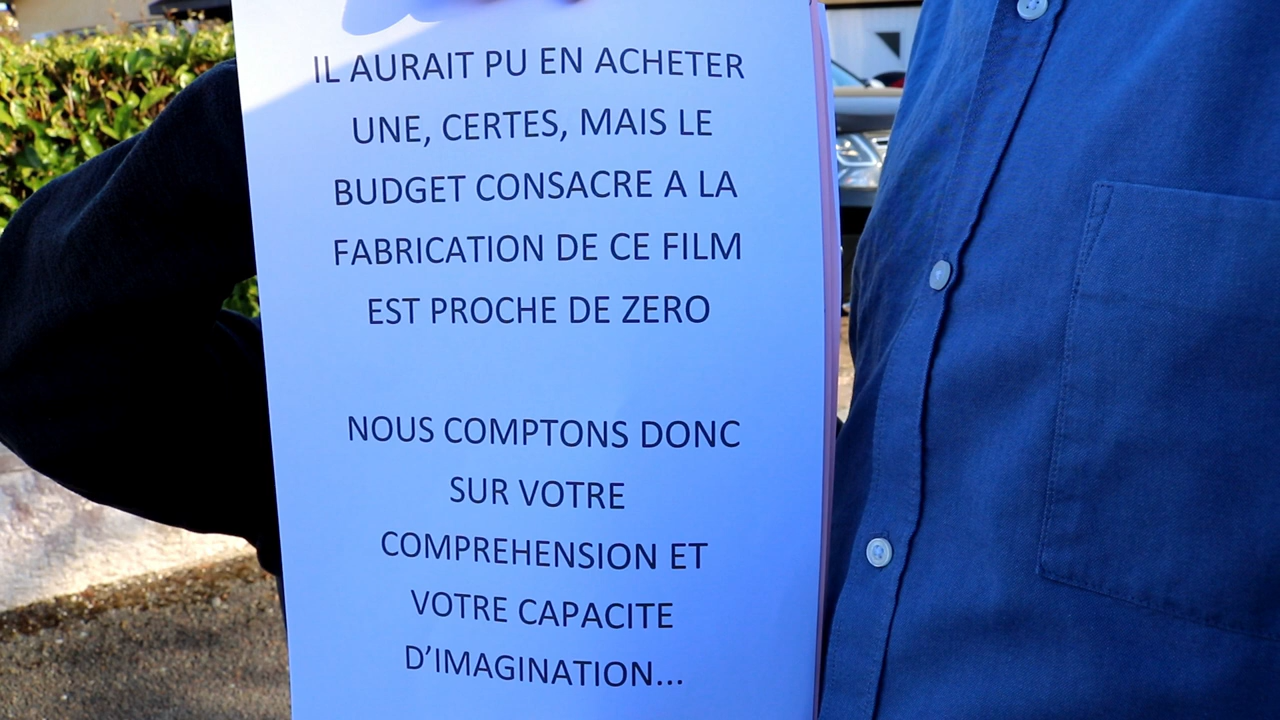 IL AURAIT PU EN ACHETER
UNE, CERTES, MAIS LE
BUDGET CONSACRE A LA
FABRICATION DE CE FILM
EST PROCHE DE ZERO
NOUS COMPTONS DONC
SUR VOTRE
COMPREHENSION ET
VOTRE CAPACITE
D’IMAGINATION...